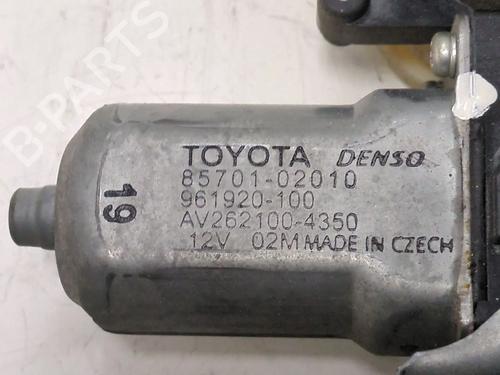 B-PARTS
TOYOTA DENSO
85701-02010
961920-100
AV262100-4350
12V 02M MADE IN CZECH
19